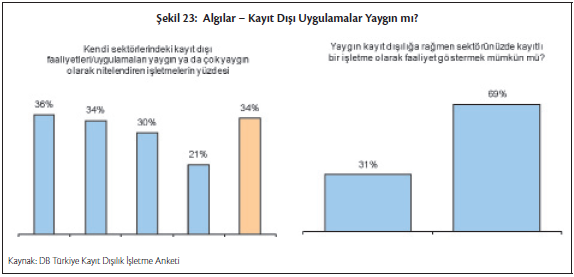 Şekil 23: Algılar – Kayıt Dışı Uygulamalar Yaygın mı?
Kendi sektörlerindeki kayıt dışı
faaliyetleri/uygulamaları yaygın ya da çok yaygın
olarak nitelendiren işletmelerin yüzdesi
36%
34%
30%
21%
34%
Yaygın kayıt dışılığa rağmen sektörünüzde kayıtlı
bir işletme olarak faaliyet göstermek mümkün mü?
31%
69%
Kaynak: DB Türkiye Kayıt Dışılık İşletme Anketi